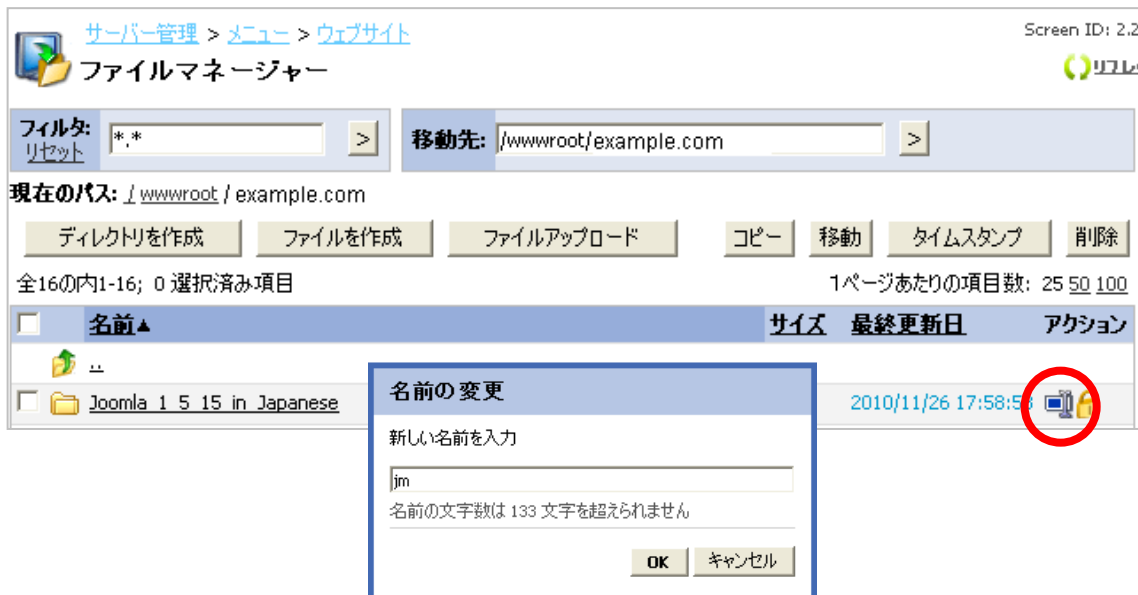 サーバー管理 > メニュー > ウェブサイト
Screen ID: 2.2
ファイルマネージャー
リフレ
フィルタ: *.* >
リセット
移動先: /wwwroot/example.com >
現在のパス: / wwwroot / example.com
ディレクトリを作成 ファイルを作成 ファイルアップロード コピー 移動 タイムスタンプ 削除
全16の内1-16; 0 選択済み項目 1ページあたりの項目数: 25 50 100
名前▲ サイズ 最終更新日 アクション
..
Joomla_1_5_15_in_Japanese 2010/11/26 17:58:5
名前の変更
新しい名前を入力
jm
名前の文字数は 133 文字を超えられません
OK キャンセル